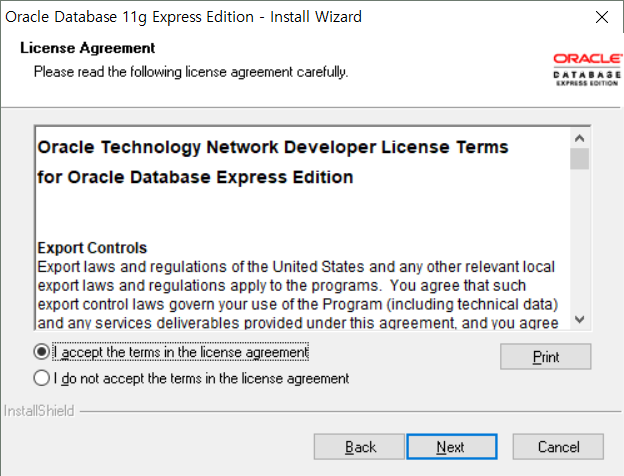 Oracle Database 11g Express Edition - Install Wizard
License Agreement
Please read the following license agreement carefully.
ORACLE
DATABASE
EXPRESS EDITION
Oracle Technology Network Developer License Terms
for Oracle Database Express Edition
Export Controls
Export laws and regulations of the United States and any other relevant local
export laws and regulations apply to the programs. You agree that such
export control laws govern your use of the Program (including technical data)
and any services deliverables provided under this agreement, and you agree
I accept the terms in the license agreement
Print
I do not accept the terms in the license agreement
InstallShield
Back
Next
Cancel